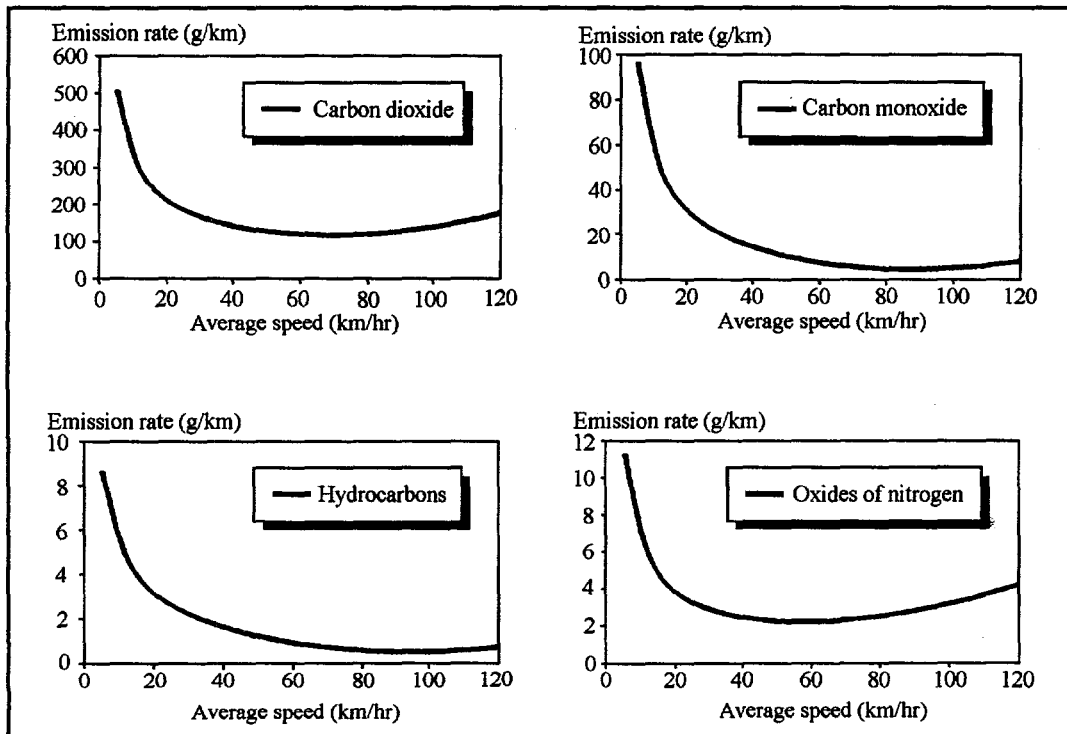 Emission rate (g/km)
600
500
400
300
200
100
0
Carbon dioxide
0 20 40 60 80 100 120
Average speed (km/hr)
Emission rate (g/km)
100
80
60
40
20
0
Carbon monoxide
0 20 40 60 80 100 120
Average speed (km/hr)
Emission rate (g/km)
10
8
6
4
2
0
Hydrocarbons
0 20 40 60 80 100 120
Average speed (km/hr)
Emission rate (g/km)
12
10
8
6
4
2
0
Oxides of nitrogen
0 20 40 60 80 100 120
Average speed (km/hr)